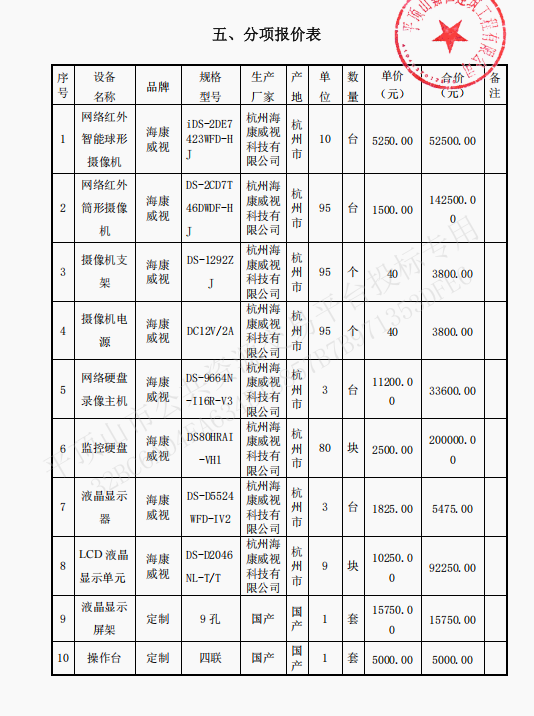 五、分项报价表
序号 设备名称 品牌 规格型号 生产厂家 产地 单位 数量 单价（元） 合价（元） 备注
1 网络红外智能球形摄像机 海康威视 iDS-2DE7423WFD-HJ 杭州海康威视科技有限公司 杭州市 10 台 5250.00 52500.00
2 网络红外筒形摄像机 海康威视 DS-2CD7T46DWDF-HJ 杭州海康威视科技有限公司 杭州市 95 台 1500.00 142500.00
3 摄像机支架 海康威视 DS-1292ZJ 杭州海康威视科技有限公司 杭州市 95 个 40 3800.00
4 摄像机电源 海康威视 DC12V/2A 杭州海康威视科技有限公司 杭州市 95 个 40 3800.00
5 网络硬盘录像主机 海康威视 DS-9664N-I16R-V3 杭州海康威视科技有限公司 杭州市 3 台 11200.00 33600.00
6 监控硬盘 海康威视 DS80HRAI-VH1 杭州海康威视科技有限公司 杭州市 80 块 2500.00 200000.00
7 液晶显示器 海康威视 DS-D5524WFD-IV2 杭州海康威视科技有限公司 杭州市 3 台 1825.00 5475.00
8 LCD 液晶显示单元 海康威视 DS-D2046NL-T/T 杭州海康威视科技有限公司 杭州市 9 块 10250.00 92250.00
9 液晶显示屏架 定制 9 孔 国产 国产 1 套 15750.00 15750.00
10 操作台 定制 四联 国产 国产 1 套 5000.00 5000.00